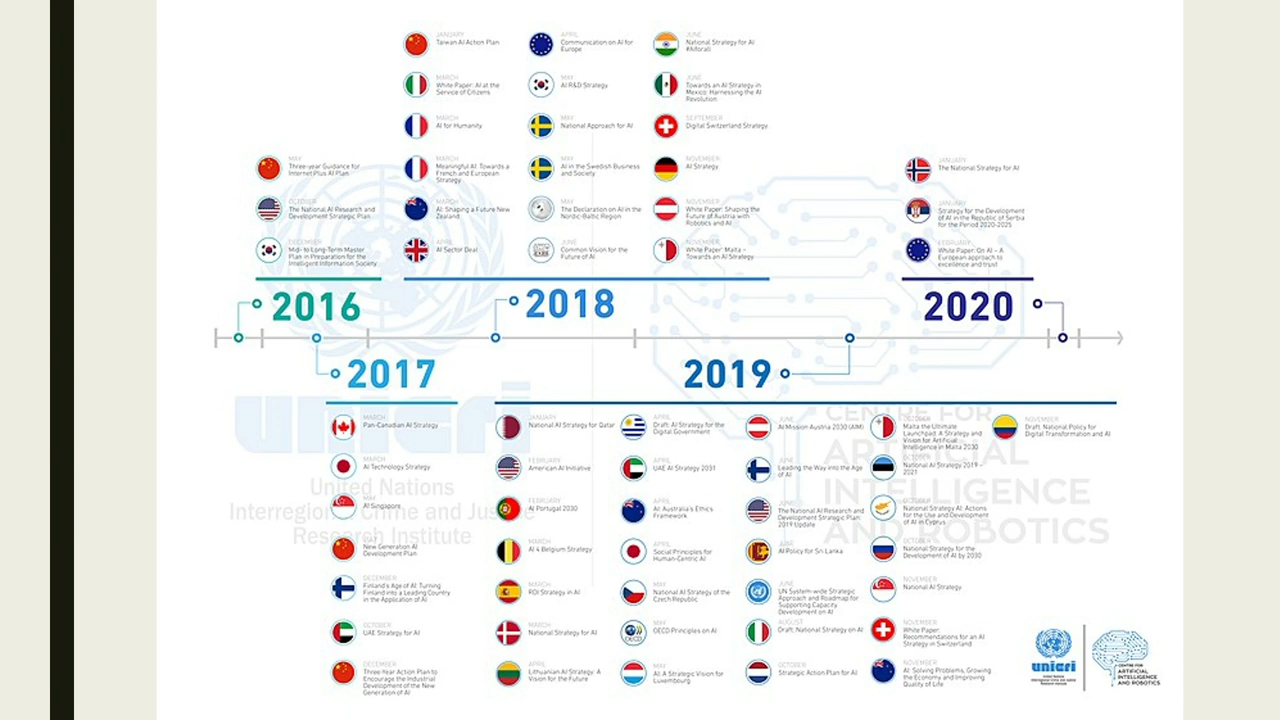 JANUARY
Taiwan AI Action Plan
MARCH
White Paper: AI at the
Service of Citizens
MARCH
AI for Humanity
MARCH
Meaningful AI: Towards a
French and European
Strategy
MARCH
AI: Shaping a Future New
Zealand
APRIL
AI Sector Deal
APRIL
Communication on AI for
Europe
MAY
AI R&D Strategy
MAY
National Approach for AI
MAY
AI in the Swedish Business
and Society
MAY
The Declaration on AI in the
Nordic-Baltic Region
JUNE
Common Vision for the
Future of AI
JUNE
National Strategy for AI
#AIforall
JUNE
Towards an AI Strategy in
Mexico: Harnessing the AI
Revolution
SEPTEMBER
Digital Switzerland Strategy
NOVEMBER
AI Strategy
NOVEMBER
White Paper: Shaping the
Future of Austria with
Robotics and AI
NOVEMBER
White Paper: Malta –
Towards an AI Strategy
MAY
Three-year Guidance for
Internet Plus AI Plan
OCTOBER
The National AI Research and
Development Strategic Plan
DECEMBER
Mid- to Long-Term Master
Plan in Preparation for the
Intelligent Information Society
JANUARY
The National Strategy for AI
JANUARY
Strategy for the Development
of AI in the Republic of Serbia
for the Period 2020-2025
FEBRUARY
White Paper: On AI – A
European approach to
excellence and trust
2016
2018
2020
2017
2019
MARCH
Pan-Canadian AI Strategy
MARCH
AI Technology Strategy
MAY
AI Singapore
New Generation AI
Development Plan
DECEMBER
Finland's Age of AI: Turning
Finland into a Leading Country
in the Application of AI
OCTOBER
UAE Strategy for AI
DECEMBER
Three Year Action Plan to
Encourage the Industrial
Development of the New
Generation of AI
JANUARY
National AI Strategy for Qatar
FEBRUARY
American AI Initiative
FEBRUARY
AI Portugal 2030
MARCH
AI 4 Belgium Strategy
MARCH
RDI Strategy in AI
MARCH
National Strategy for AI
APRIL
Lithuanian AI Strategy: A
Vision for the Future
APRIL
Draft: AI Strategy for the
Digital Government
APRIL
UAE AI Strategy 2031
APRIL
AI: Australia's Ethics
Framework
APRIL
Social Principles for
Human-Centric AI
MAY
National AI Strategy of the
Czech Republic
MAY
OECD Principles on AI
OECD
MAY
AI: A Strategic Vision for
Luxembourg
JUNE
AI Mission Austria 2030 (AIM)
JUNE
Leading the Way into the Age
of AI
JUNE
The National AI Research and
Development Strategic Plan:
2019 Update
JUNE
AI Policy for Sri Lanka
JUNE
UN System-wide Strategic
Approach and Roadmap for
Supporting Capacity
Development on AI
AUGUST
Draft: National Strategy on AI
OCTOBER
Strategic Action Plan for AI
OCTOBER
Malta the Ultimate
Launchpad: A Strategy and
Vision for Artificial
Intelligence in Malta 2030
OCTOBER
National AI Strategy 2019 –
2021
OCTOBER
National Strategy AI: Actions
for the Use and Development
of AI in Cyprus
OCTOBER
National Strategy for the
Development of AI by 2030
NOVEMBER
National AI Strategy
NOVEMBER
White Paper:
Recommendations for an AI
Strategy in Switzerland
NOVEMBER
AI: Solving Problems, Growing
the Economy and Improving
Quality of Life
NOVEMBER
Draft: National Policy for
Digital Transformation and AI
unicri
United Nations
Interregional Crime and Justice
Research Institute
CENTRE FOR
ARTIFICIAL
INTELLIGENCE
AND ROBOTICS
unicri
United Nations
Interregional Crime and Justice
Research Institute
CENTRE FOR
ARTIFICIAL
INTELLIGENCE
AND ROBOTICS